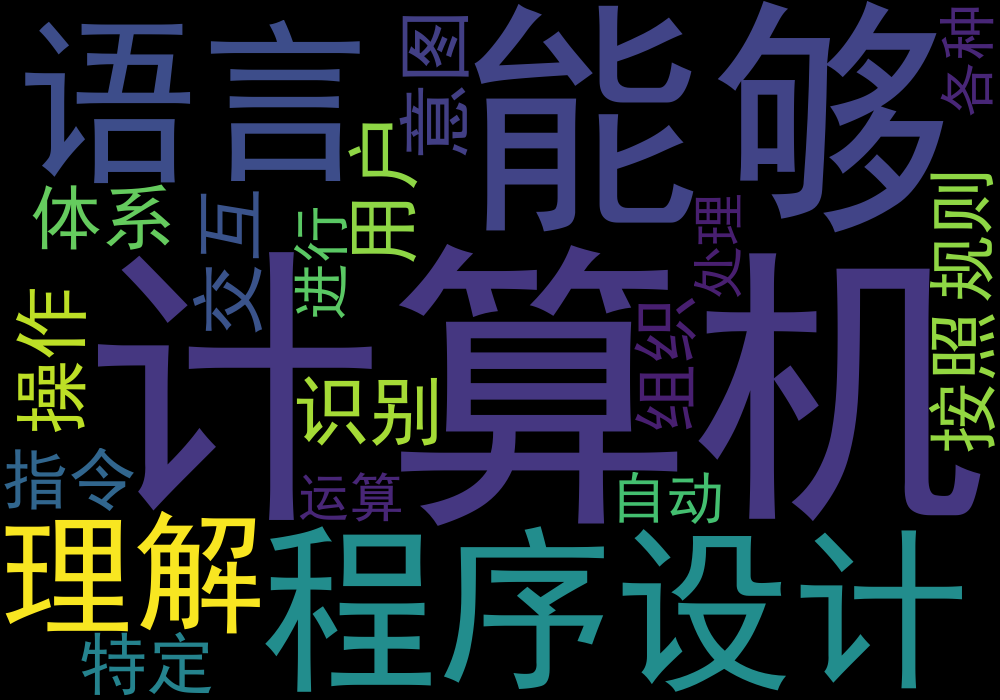 语言
意图
能够
各种
用户
体系
交互
进行
处理
规则
计算机
操作
组织
按照
识别
指令
运算
自动
理解
程序设计
特定